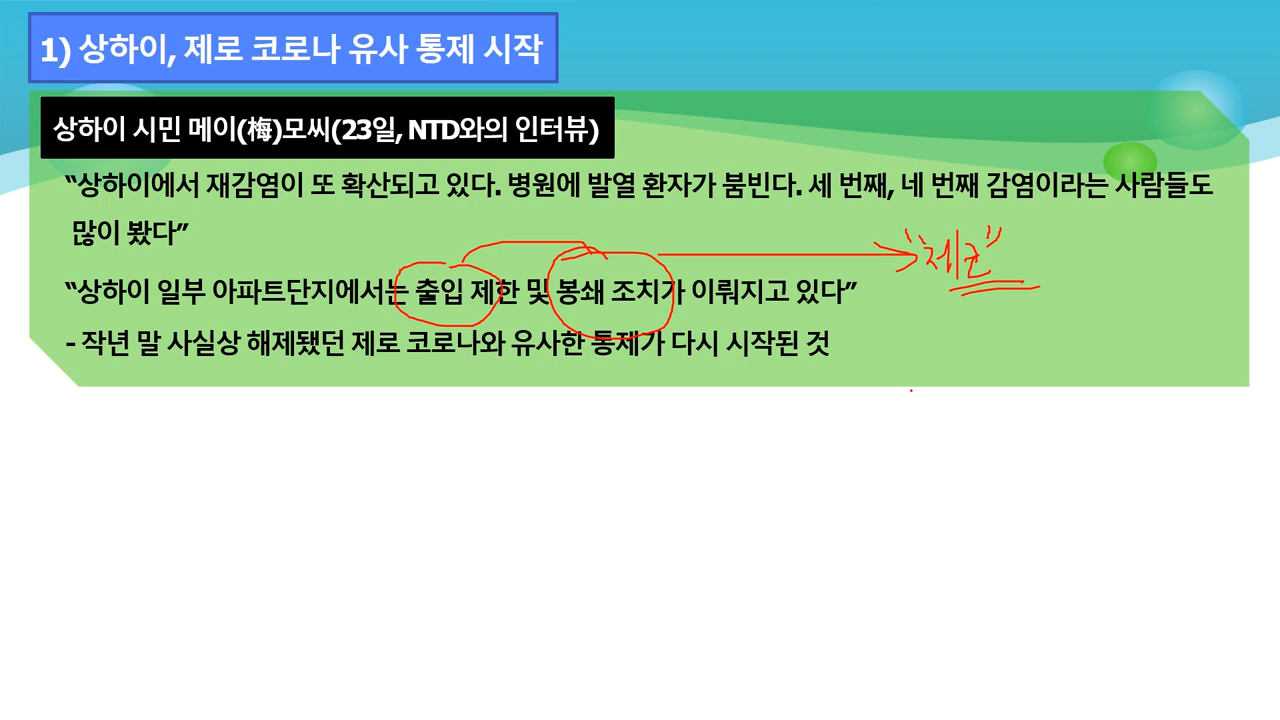 1) 상하이, 제로 코로나 유사 통제 시작
상하이 시민 메이(梅)모씨(23일, NTD와의 인터뷰)
“상하이에서 재감염이 또 확산되고 있다. 병원에 발열 환자가 붐빈다. 세 번째, 네 번째 감염이라는 사람들도
많이 봤다”
"제균"
“상하이 일부 아파트단지에서는 출입 제한 및 봉쇄 조치가 이뤄지고 있다”
- 작년 말 사실상 해제됐던 제로 코로나와 유사한 통제가 다시 시작된 것